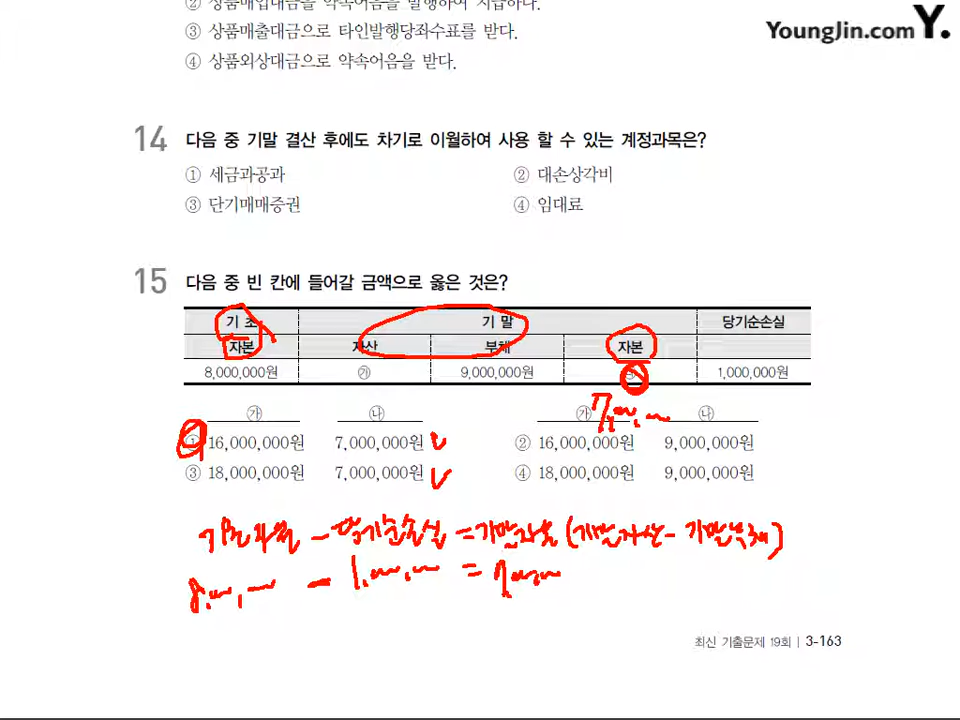 ② 상품매입대금을 약속어음을 발행하여 지급하다.
YoungJin.com Y.
③ 상품매출대금으로 타인발행당좌수표를 받다.
④ 상품외상대금으로 약속어음을 받다.
14 다음 중 기말 결산 후에도 차기로 이월하여 사용 할 수 있는 계정과목은?
① 세금과공과 ② 대손상각비
③ 단기매매증권 ④ 임대료
15 다음 중 빈 칸에 들어갈 금액으로 옳은 것은?
기 초 기 말 당기순손실
자본 자산 부채 자본
8,000,000원 ㉮ 9,000,000원 1,000,000원
㉮ ㉯ ㉮ ㉯
① 16,000,000원 7,000,000원 ② 16,000,000원 9,000,000원
③ 18,000,000원 7,000,000원 ④ 18,000,000원 9,000,000원
기초자본 - 당기순손실 = 기말자본 (기말자산 - 기말부채)
최신 기출문제 19회 | 3-163